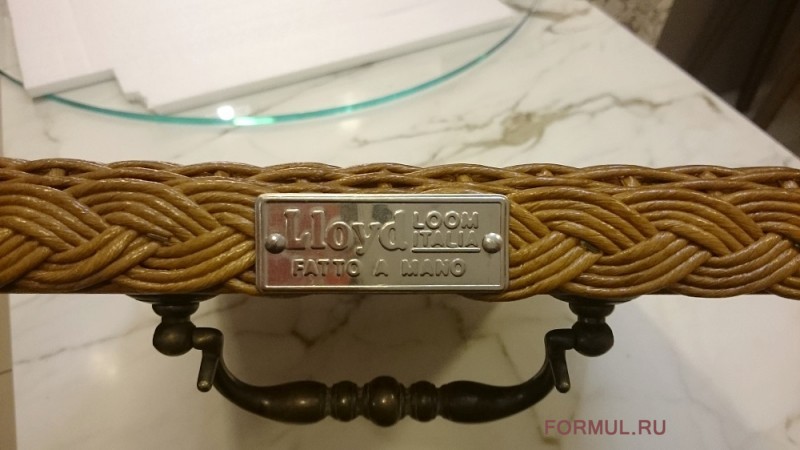 Lloyd LOOM
ITALIA
FATTO A MANO
FORMUL.RU